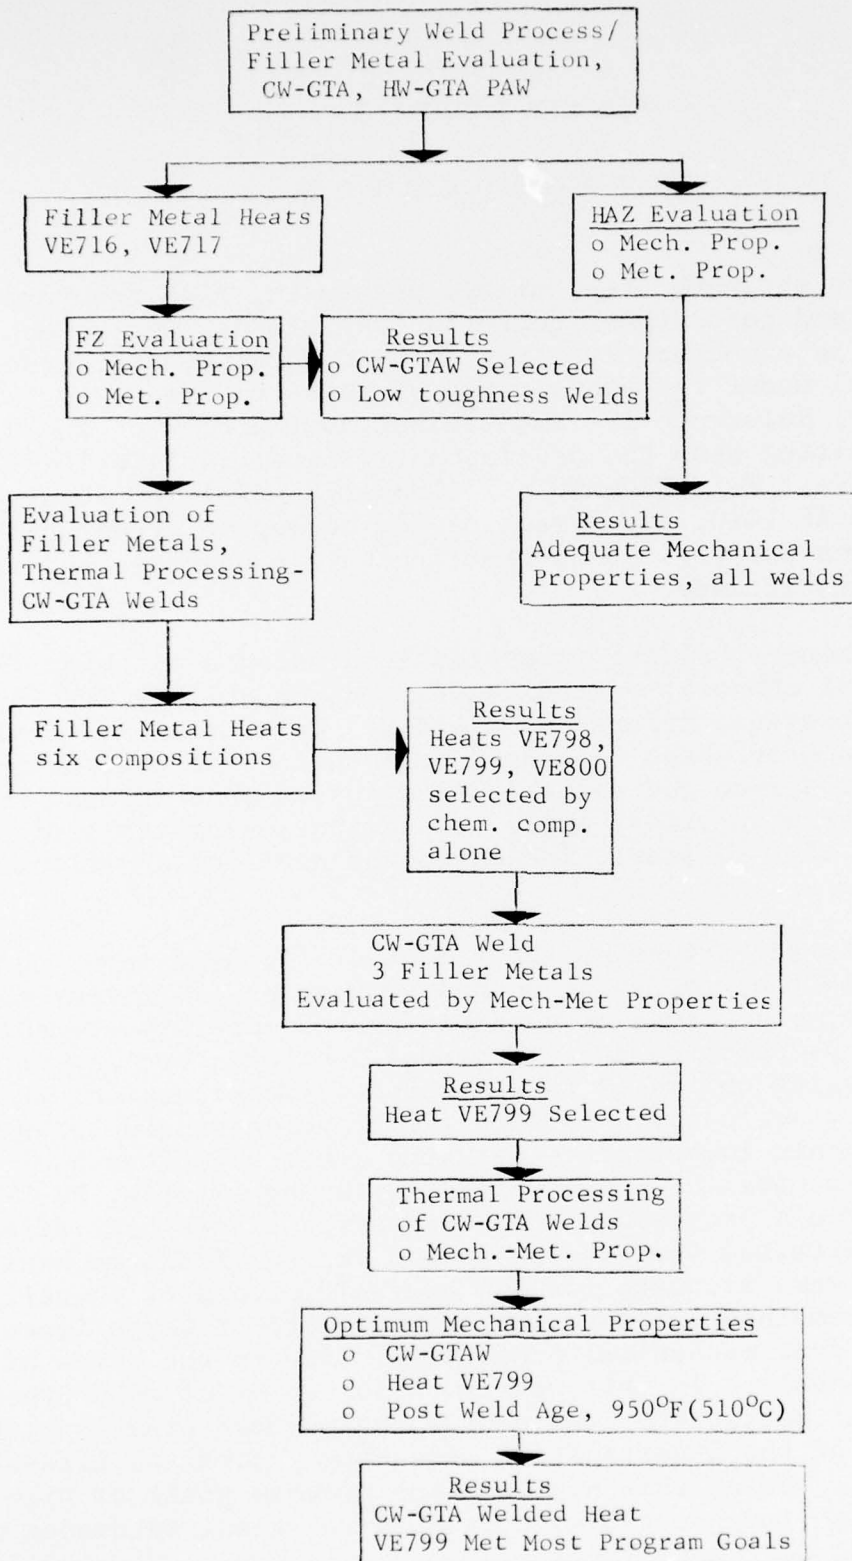 Preliminary Weld Process/
Filler Metal Evaluation,
CW-GTA, HW-GTA PAW
Filler Metal Heats
VE716, VE717
HAZ Evaluation
o Mech. Prop.
o Met. Prop.
FZ Evaluation
o Mech. Prop.
o Met. Prop.
Results
o CW-GTAW Selected
o Low toughness Welds
Evaluation of
Filler Metals,
Thermal Processing-
CW-GTA Welds
Results
Adequate Mechanical
Properties, all welds
Filler Metal Heats
six compositions
Results
Heats VE798,
VE799, VE800
selected by
chem. comp.
alone
CW-GTA Weld
3 Filler Metals
Evaluated by Mech-Met Properties
Results
Heat VE799 Selected
Thermal Processing
of CW-GTA Welds
o Mech.-Met. Prop.
Optimum Mechanical Properties
o CW-GTAW
o Heat VE799
o Post Weld Age, 950°F(510°C)
Results
CW-GTA Welded Heat
VE799 Met Most Program Goals